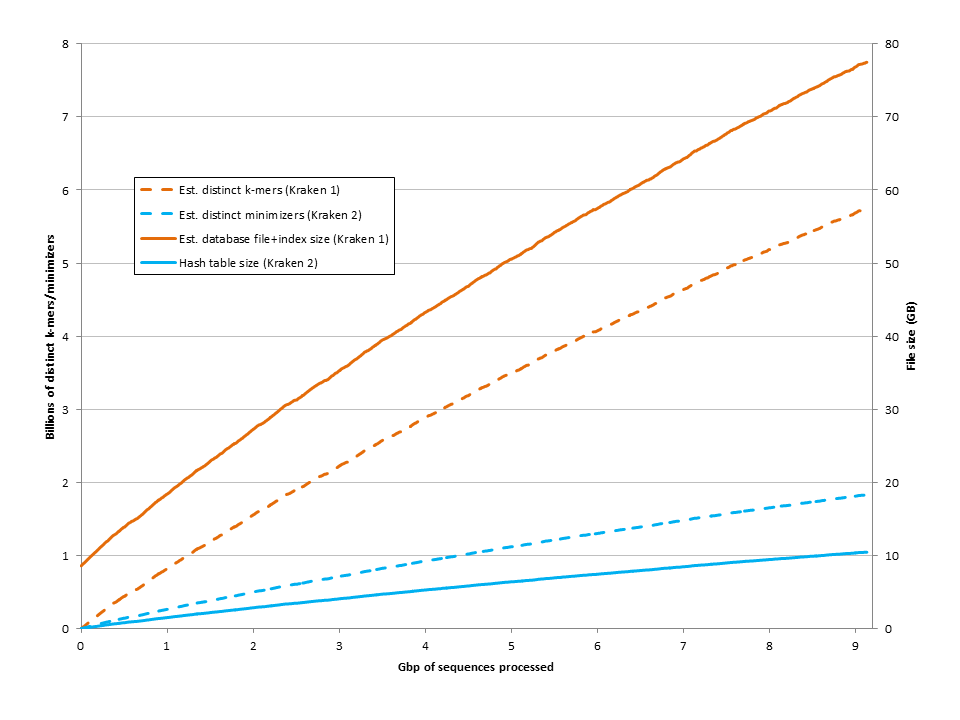 8
7
6
5
4
3
2
1
0
80
70
60
50
40
30
20
10
0
Billions of distinct k-mers/minimizers
Est. distinct k-mers (Kraken 1)
Est. distinct minimizers (Kraken 2)
Est. database file+index size (Kraken 1)
Hash table size (Kraken 2)
File size (GB)
0 1 2 3 4 5 6 7 8 9
Gbp of sequences processed